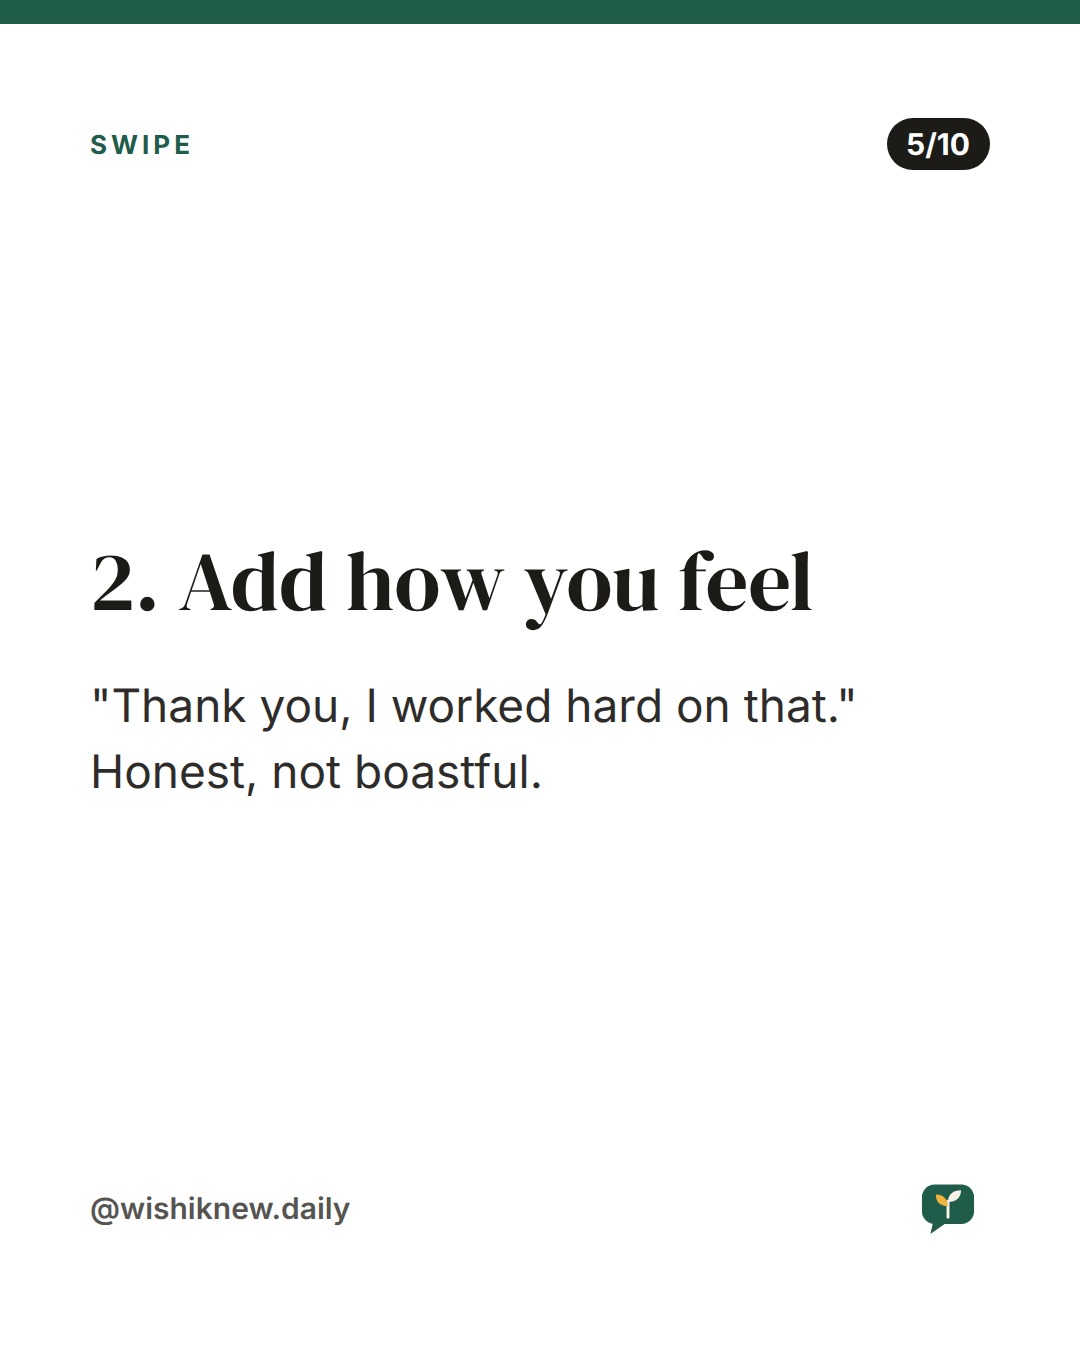 SWIPE
5/10
2. Add how you feel
"Thank you, I worked hard on that."
Honest, not boastful.
@wishiknew.daily